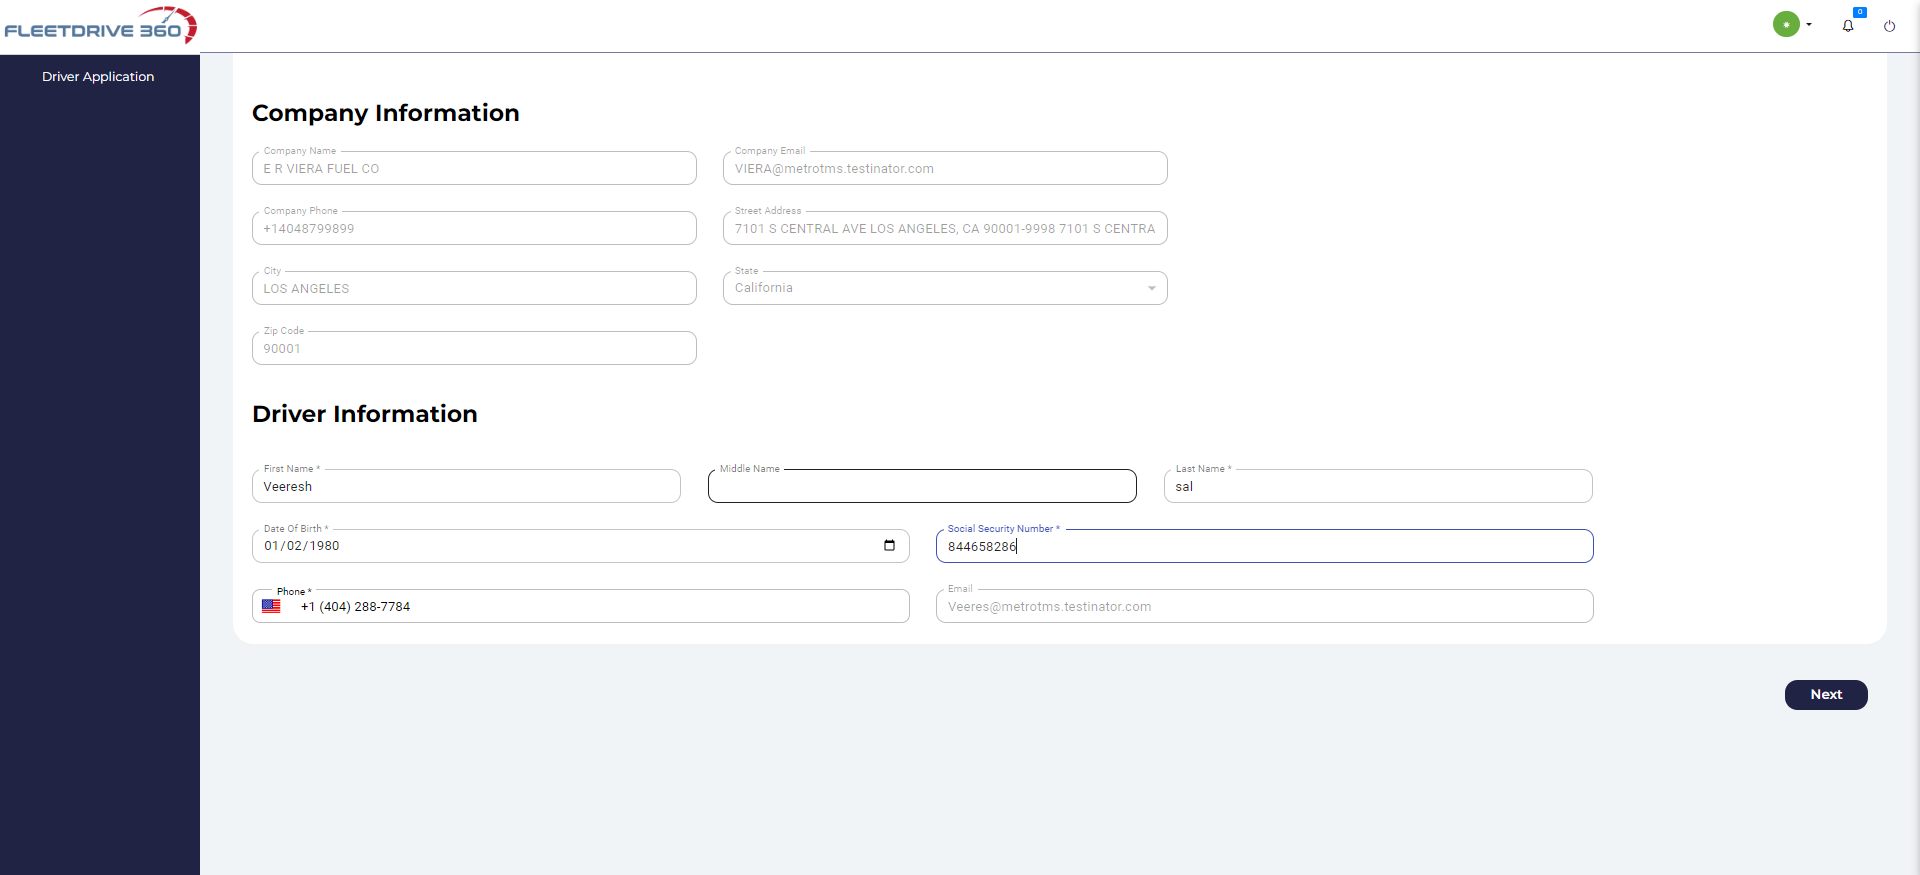 FLEETDRIVE 360
0
Driver Application
Company Information
Company Name
E R VIERA FUEL CO
Company Email
VIERA@metrotms.testinator.com
Company Phone
+14048799899
Street Address
7101 S CENTRAL AVE LOS ANGELES, CA 90001-9998 7101 S CENTRA
City
LOS ANGELES
State
California
Zip Code
90001
Driver Information
First Name *
Veeresh
Middle Name
Last Name *
sal
Date Of Birth *
01/02/1980
Social Security Number *
844658286
Phone *
+1 (404) 288-7784
Email
Veeres@metrotms.testinator.com
Next